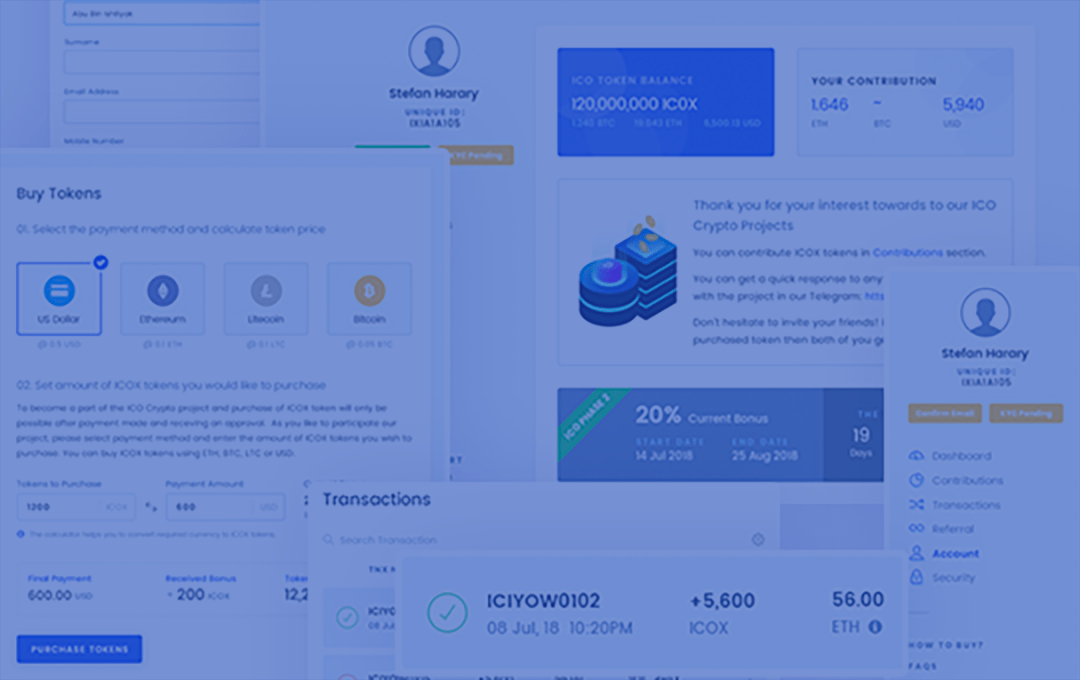 Abu Bin Ishtiyak
Surname
Email Address
Mobile Number
Stefan Harary
UNIQUE ID:
IXIA1A105
KYC Pending
ICO TOKEN BALANCE
120,000,000 ICOX
1.240 BTC 19.043 ETH 6,500.13 USD
YOUR CONTRIBUTION
1.646 ~ 5,940
ETH BTC USD
Thank you for your interest towards to our ICO
Crypto Projects
You can contribute ICOX tokens in Contributions section.
You can get a quick response to any
with the project in our Telegram: http
Don't hesitate to invite your friends!
purchased token then both of you
ICO PHASE 2
20% Current Bonus
START DATE END DATE
14 Jul 2018 25 Aug 2018
THE
19
Days
Buy Tokens
01. Select the payment method and calculate token price
US Dollar Ethereum Litecoin Bitcoin
@ 0.5 USD @ 0.1 ETH @ 0.1 LTC @ 0.05 BTC
02. Set amount of ICOX tokens you would like to purchase
To become a part of the ICO Crypto project and purchase of ICOX token will only be
possible after payment made and receving an approval. As you like to participate our
project, please select payment method and enter the amount of ICOX tokens you wish to
purchase. You can buy ICOX tokens using ETH, BTC, LTC or USD.
Tokens to Purchase Payment Amount
1200 ICOX 600 USD
The calculator helps you to convert required currency to ICOX tokens.
Final Payment Received Bonus Token
600.00 USD + 200 ICOX 12,2
PURCHASE TOKENS
Transactions
Search Transaction
TNX N
ICIYO
08 Jul
ICIYOW0102 +5,600 56.00
08 Jul, 18 10:20PM ICOX ETH
Stefan Harary
UNIQUE ID:
IXIA1A105
Confirm Email KYC Pending
Dashboard
Contributions
Transactions
Referral
Account
Security
HOW TO BUY?
FAQS